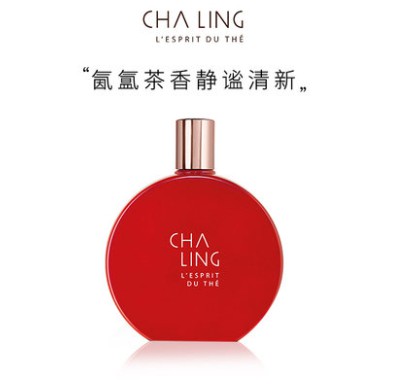 CHA LING
L'ESPRIT DU THÉ
“氤氲茶香静谧清新„
CHA
LING
L'ESPRIT
DU THÉ